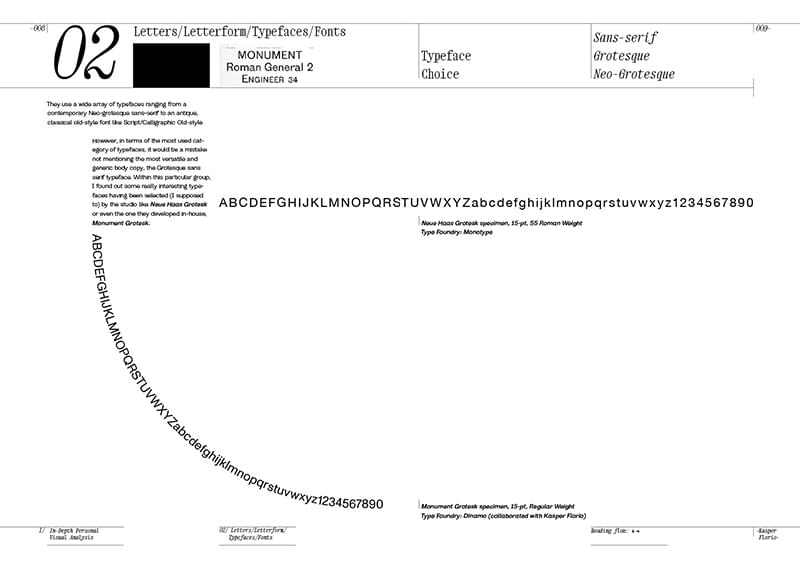 -008
02
Letters/Letterform/Typefaces/Fonts
MONUMENT
Roman General 2
ENGINEER 34
Typeface
Choice
Sans-serif
Grotesque
Neo-Grotesque
009-
They use a wide array of typefaces ranging from a
contemporary Neo-grotesque sans-serif to an antique,
classical old-style font like Script/Calligraphic Old-style
However, in terms of the most used cat-
egory of typefaces, it would be a mistake
not mentioning the most versatile and
generic body copy, the Grotesque sans
serif typeface. Within this particular group,
I found out some really interesting type-
faces having been selected (I supposed
to) by the studio like Neue Haas Grotesk
or even the one they developed in-house,
Monument Grotesk.
ABCDEFGHIJKLMNOPQRSTUVWXYZabcdefghijklmnopqrstuvwxyz1234567890
Neue Haas Grotesk specimen, 15-pt, 55 Roman Weight
Type Foundry: Monotype
ABCDEFGHIJKLMNOPQRSTUVWXYZabcdefghijklmnopqrstuvwxyz1234567890
Monument Grotesk specimen, 15-pt, Regular Weight
Type Foundry: Dinamo (collaborated with Kasper Florio)
1/ In-Depth Personal
Visual Analysis
02/ Letters/Letterform/
Typefaces/Fonts
Reading flow:
-Kasper
Florio-